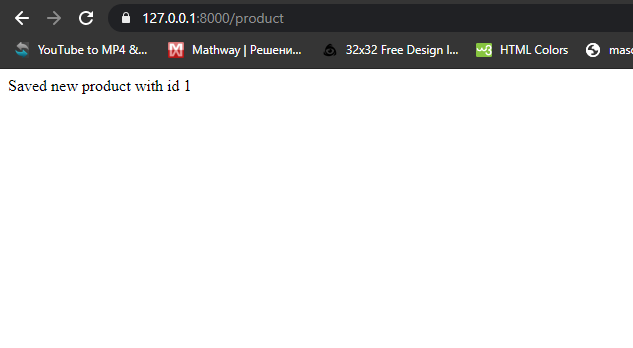 127.0.0.1:8000/product
YouTube to MP4 &... Mathway | Решени... 32x32 Free Design I... HTML Colors masc
Saved new product with id 1